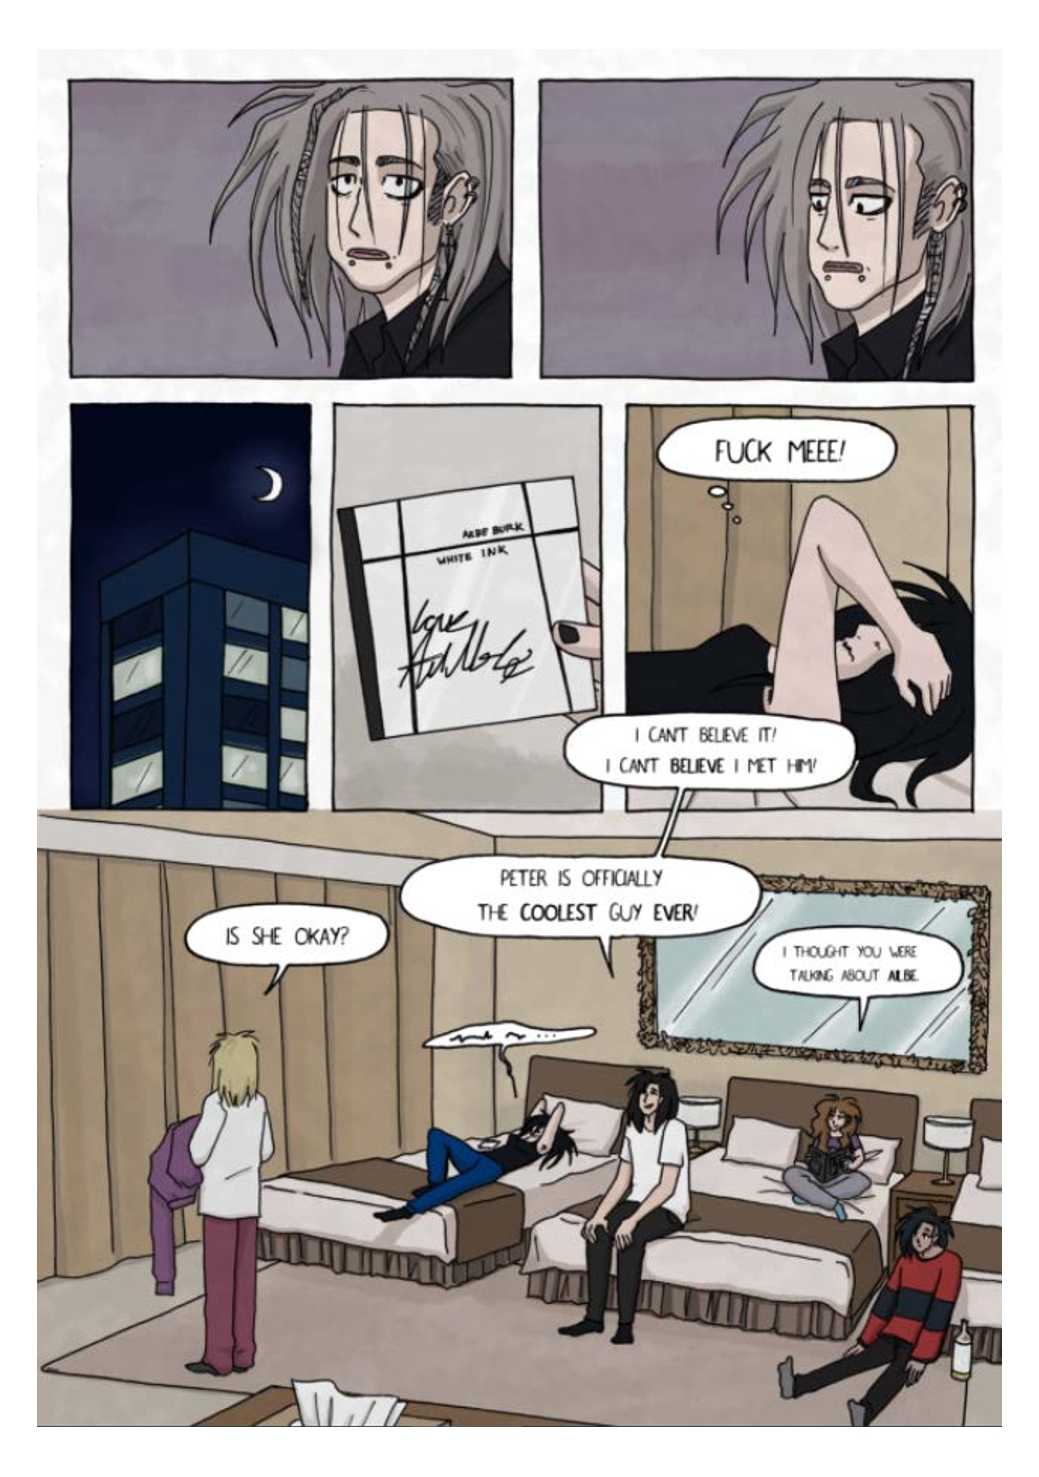 FUCK MEEE!
AILBE BURK
WHITE INK
Love
I CAN'T BELIEVE IT!
I CAN'T BELIEVE I MET HIM!
PETER IS OFFICIALLY
THE COOLEST GUY EVER!
IS SHE OKAY?
I THOUGHT YOU WERE
TALKING ABOUT AILBE.